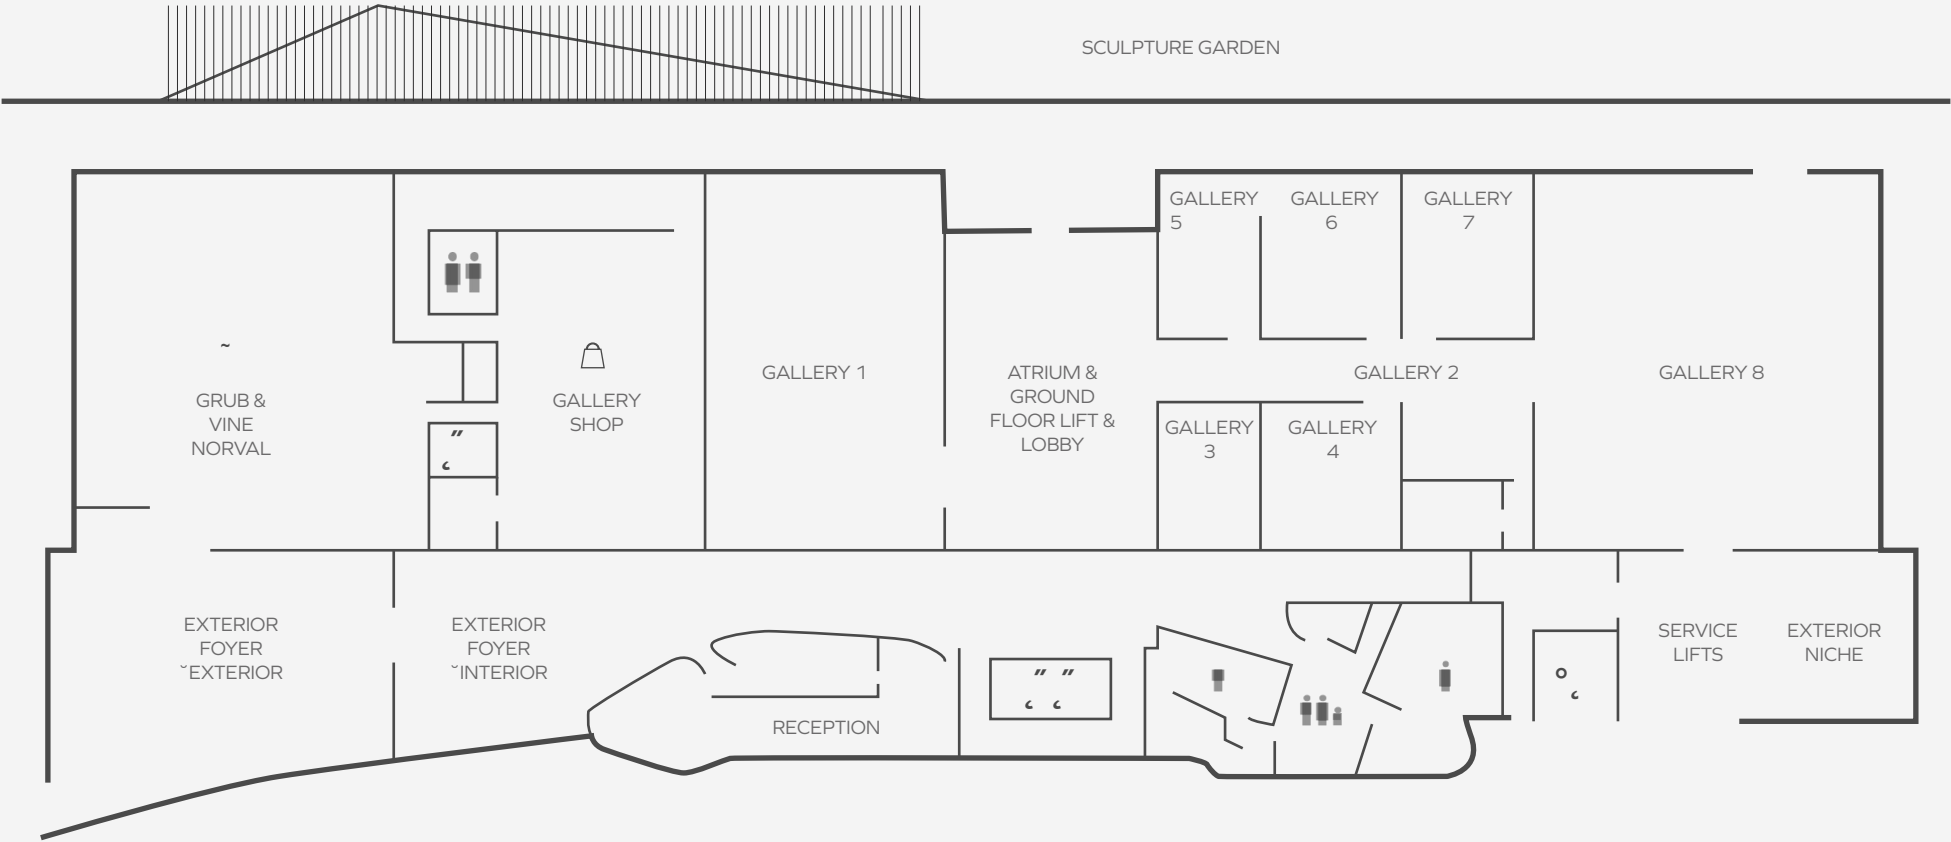 SCULPTURE GARDEN
GALLERY
5
GALLERY
6
GALLERY
7
GRUB &
VINE
NORVAL
GALLERY
SHOP
GALLERY 1
ATRIUM &
GROUND
FLOOR LIFT &
LOBBY
GALLERY 2
GALLERY 8
GALLERY
3
GALLERY
4
EXTERIOR
FOYER
˘EXTERIOR
EXTERIOR
FOYER
˘INTERIOR
RECEPTION
SERVICE
LIFTS
EXTERIOR
NICHE